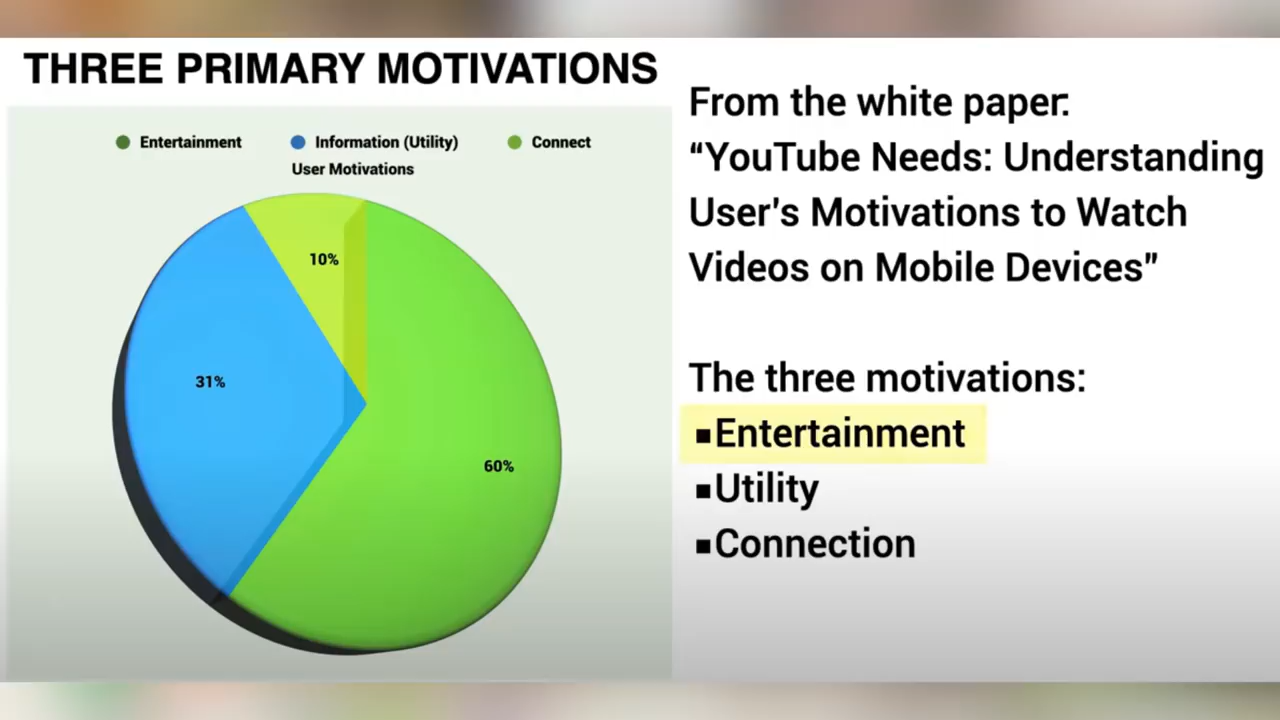 THREE PRIMARY MOTIVATIONS
Entertainment
Information (Utility)
Connect
User Motivations
10%
31%
60%
From the white paper:
“YouTube Needs: Understanding
User's Motivations to Watch
Videos on Mobile Devices”
The three motivations:
▪Entertainment
▪Utility
▪Connection